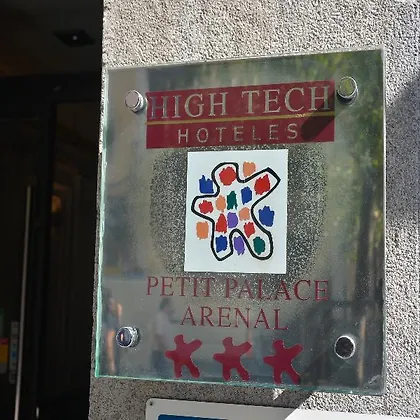 HIGH TECH
HOTELES
PETIT PALACE
ARENAL